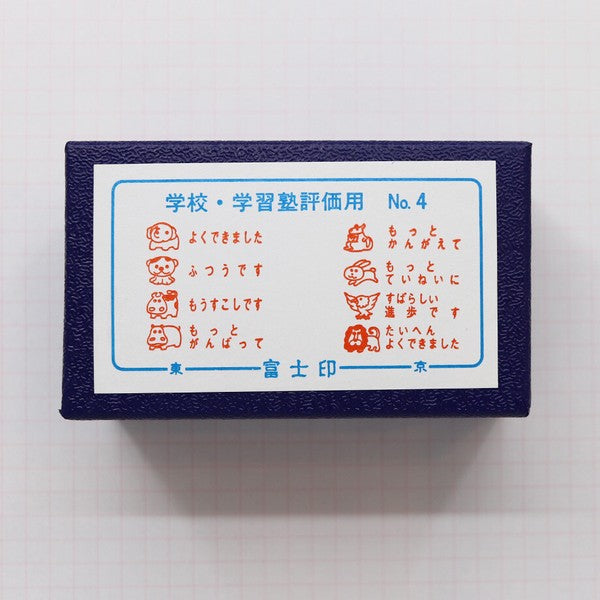 学校・学習塾評価用 No.4
よくできました
ふつうです
もうすこしです
もっと
がんばって
もっと
かんがえて
もっと
ていねいに
すばらしい
進歩です
たいへん
よくできました
東 富士印 京